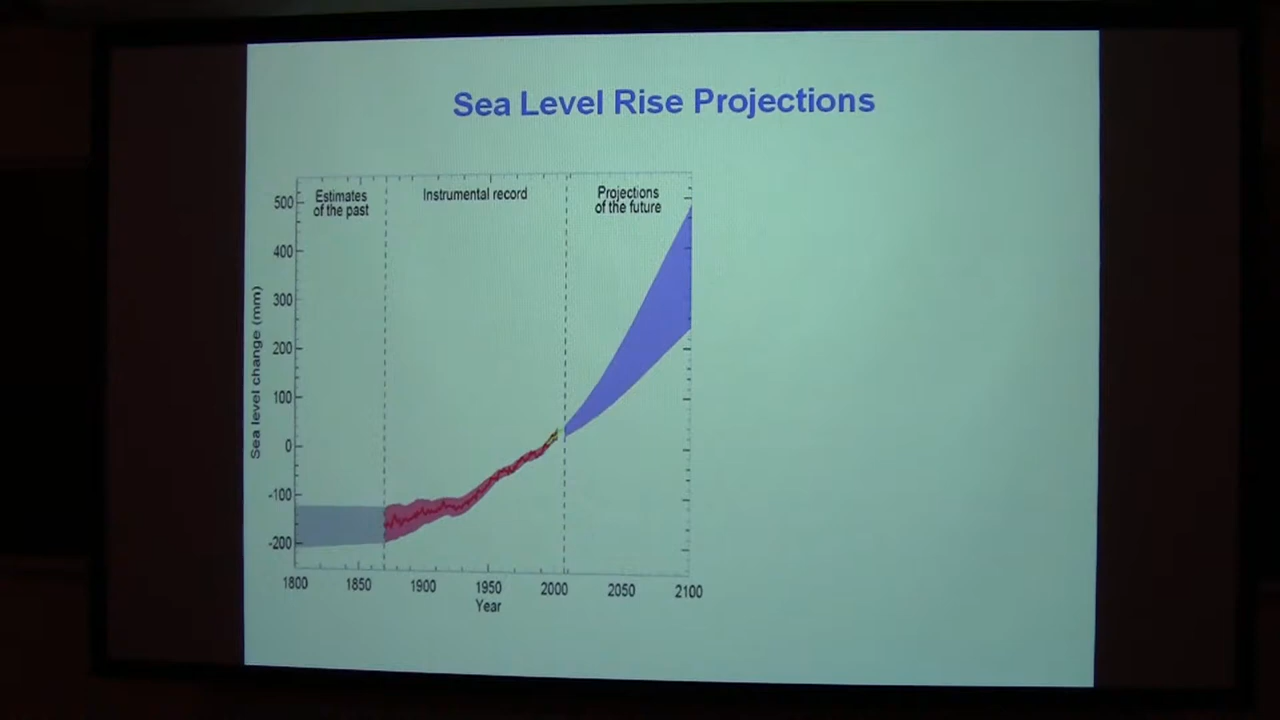 Sea Level Rise Projections
Estimates
of the past
Instrumental record
Projections
of the future
500
400
300
200
100
0
-100
-200
Sea level change (mm)
1800
1850
1900
1950
2000
2050
2100
Year